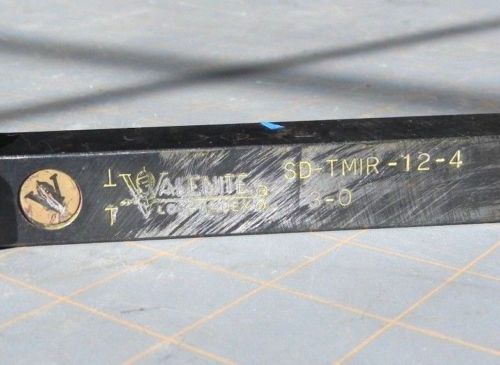 VALENITE ® SD-TMIR-12-4
3-0
V